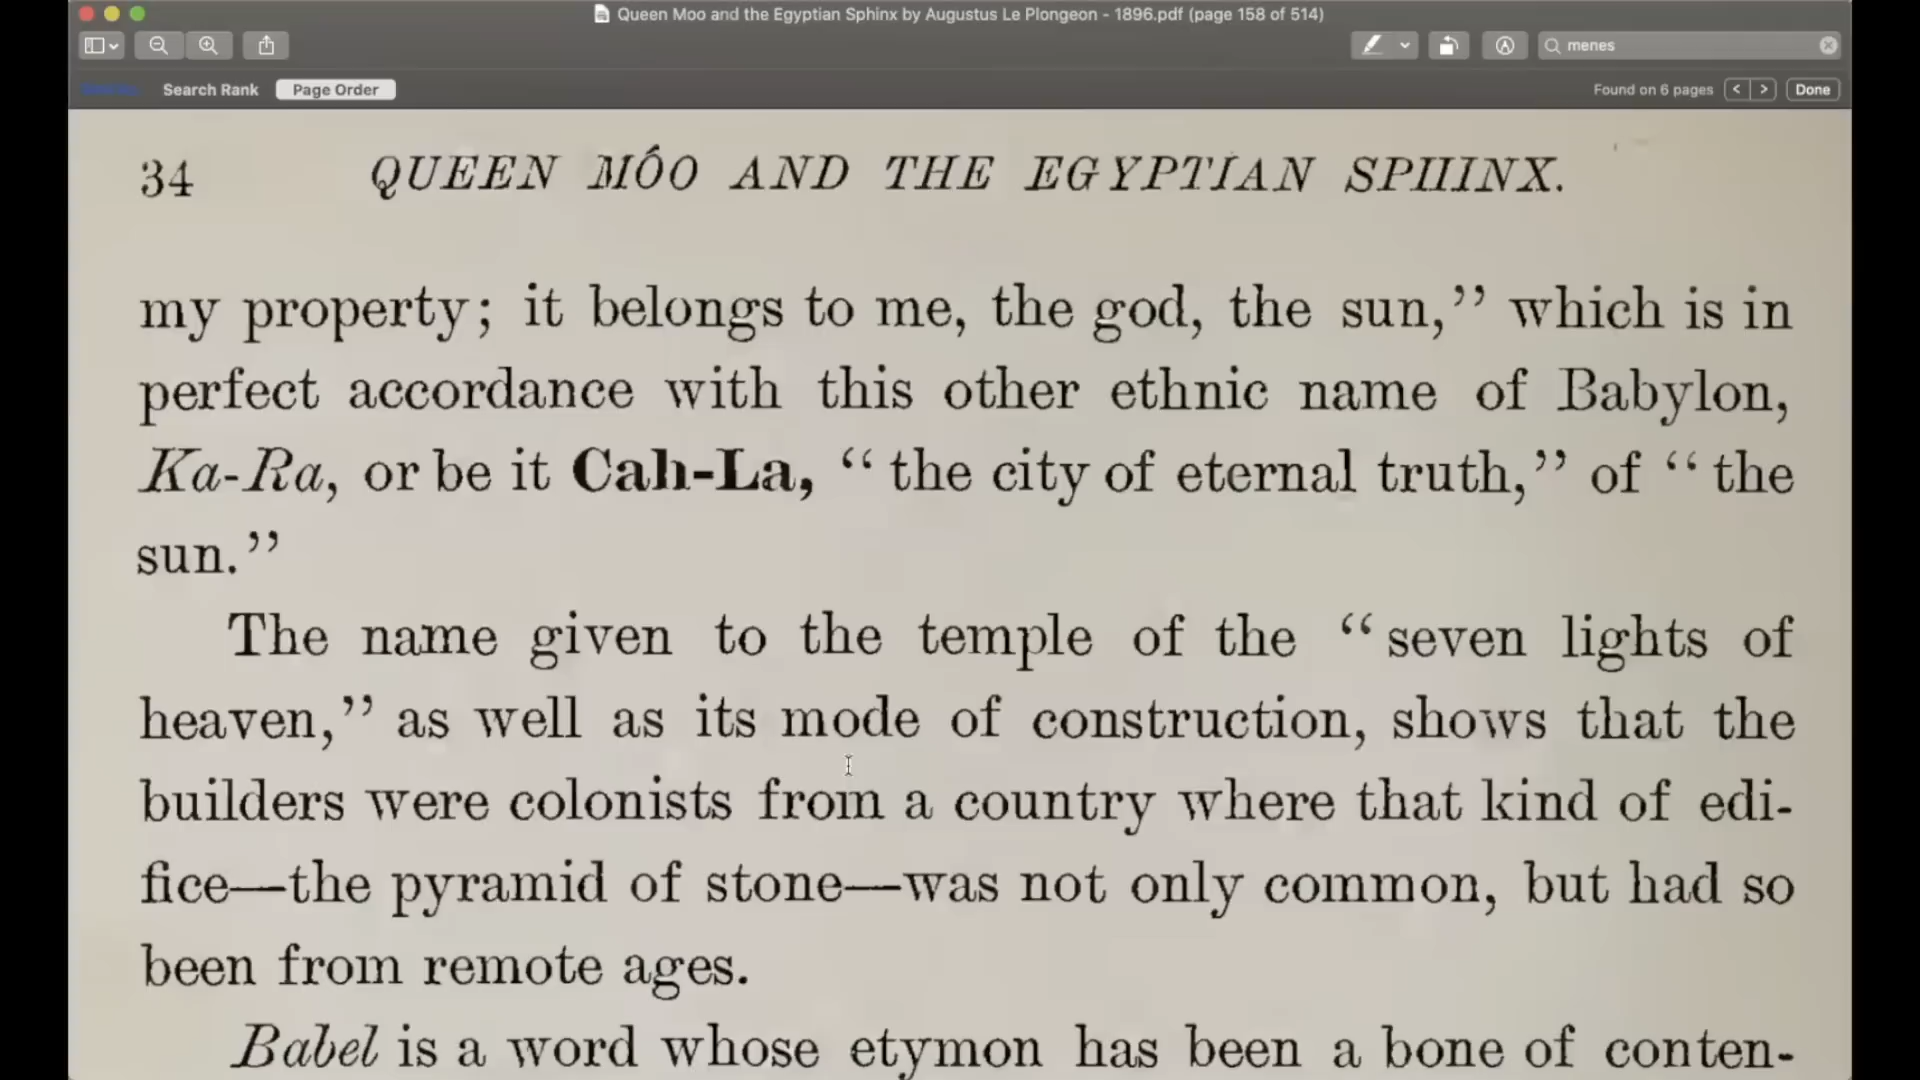 Queen Moo and the Egyptian Sphinx by Augustus Le Plongeon - 1896.pdf (page 158 of 514)
menes
Search Rank Page Order Found on 6 pages < > Done
34 QUEEN MÓO AND THE EGYPTIAN SPHINX.
my property; it belongs to me, the god, the sun,” which is in
perfect accordance with this other ethnic name of Babylon,
Ka-Ra, or be it Cah-La, “the city of eternal truth,” of “the
sun.”
The name given to the temple of the “seven lights of
heaven,” as well as its mode of construction, shows that the
builders were colonists from a country where that kind of edi-
fice—the pyramid of stone—was not only common, but had so
been from remote ages.
Babel is a word whose etymon has been a bone of conten-